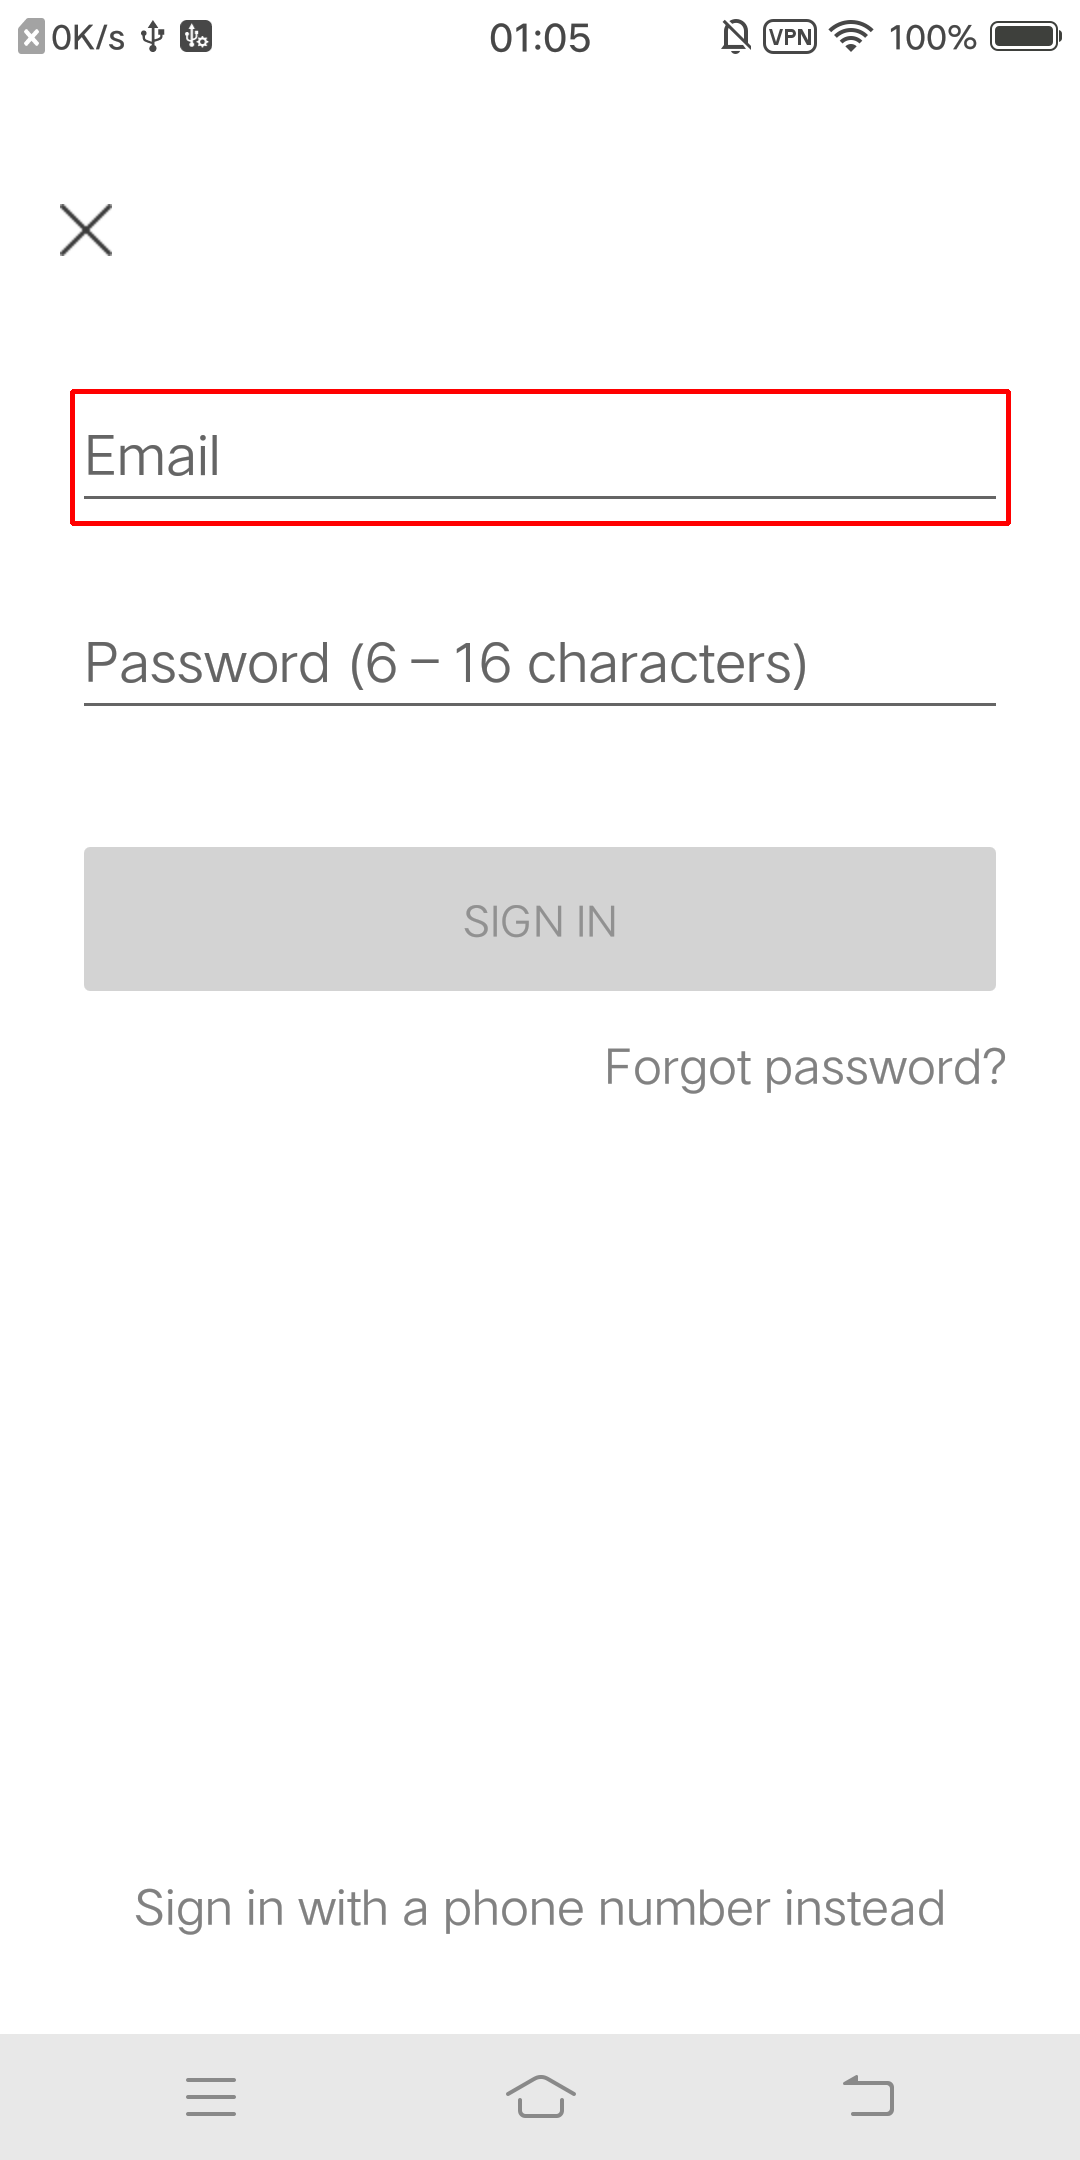 0K/s 01:05 VPN 100%
Email
Password (6 – 16 characters)
SIGN IN
Forgot password?
Sign in with a phone number instead